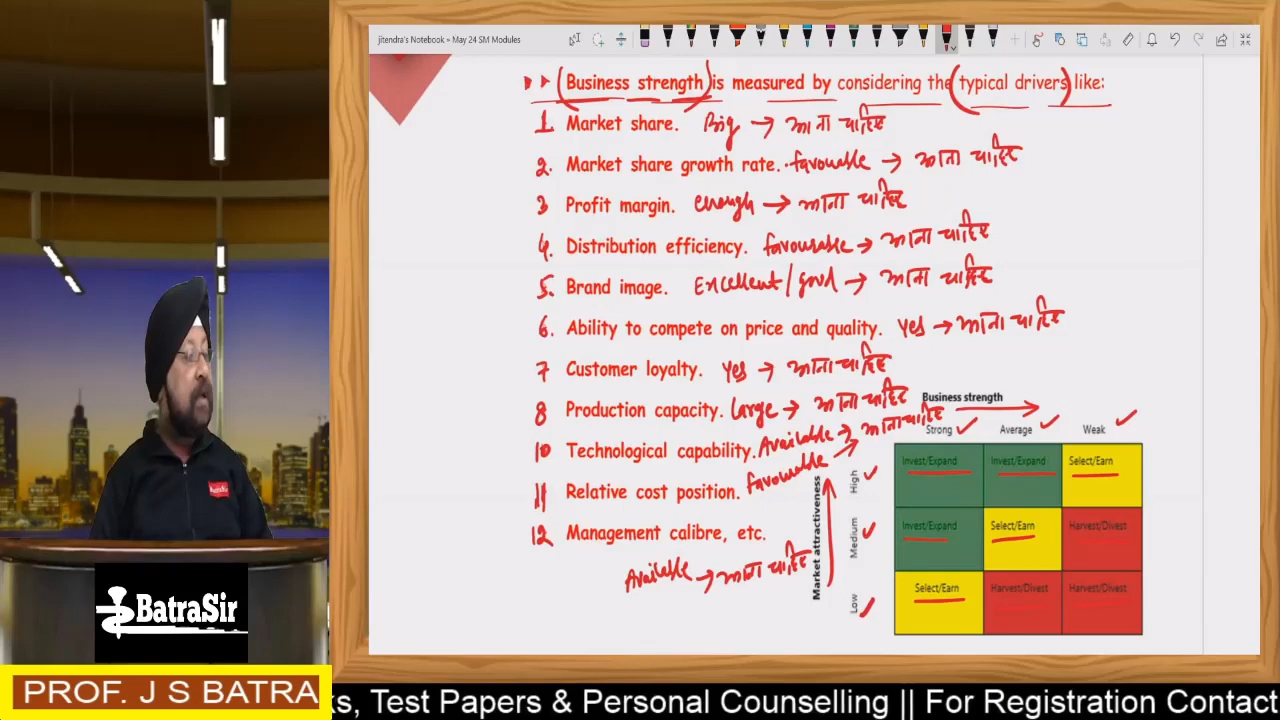 jitendra's Notebook » May 24 SM Modules
Business strength is measured by considering the typical drivers like:
1 Market share. Big → आना चाहिए
2. Market share growth rate. favourable → आना चाहिए
3 Profit margin. enough → आना चाहिए
4. Distribution efficiency. favourable → आना चाहिए
5. Brand image. Excellent/good → आना चाहिए
6. Ability to compete on price and quality. Yes → आना चाहिए
7 Customer loyalty. Yes → आना चाहिए
8 Production capacity. Large → आना चाहिए
10 Technological capability. Available → आना चाहिए
11 Relative cost position. favourable →
12 Management calibre, etc.
Available → आना चाहिए
Business strength
Strong Average Weak
Market attractiveness
High Invest/Expand Invest/Expand Select/Earn
Medium Invest/Expand Select/Earn Harvest/Divest
Low Select/Earn Harvest/Divest Harvest/Divest
BatraSir
PROF. J S BATRA
ks, Test Papers & Personal Counselling || For Registration Contact